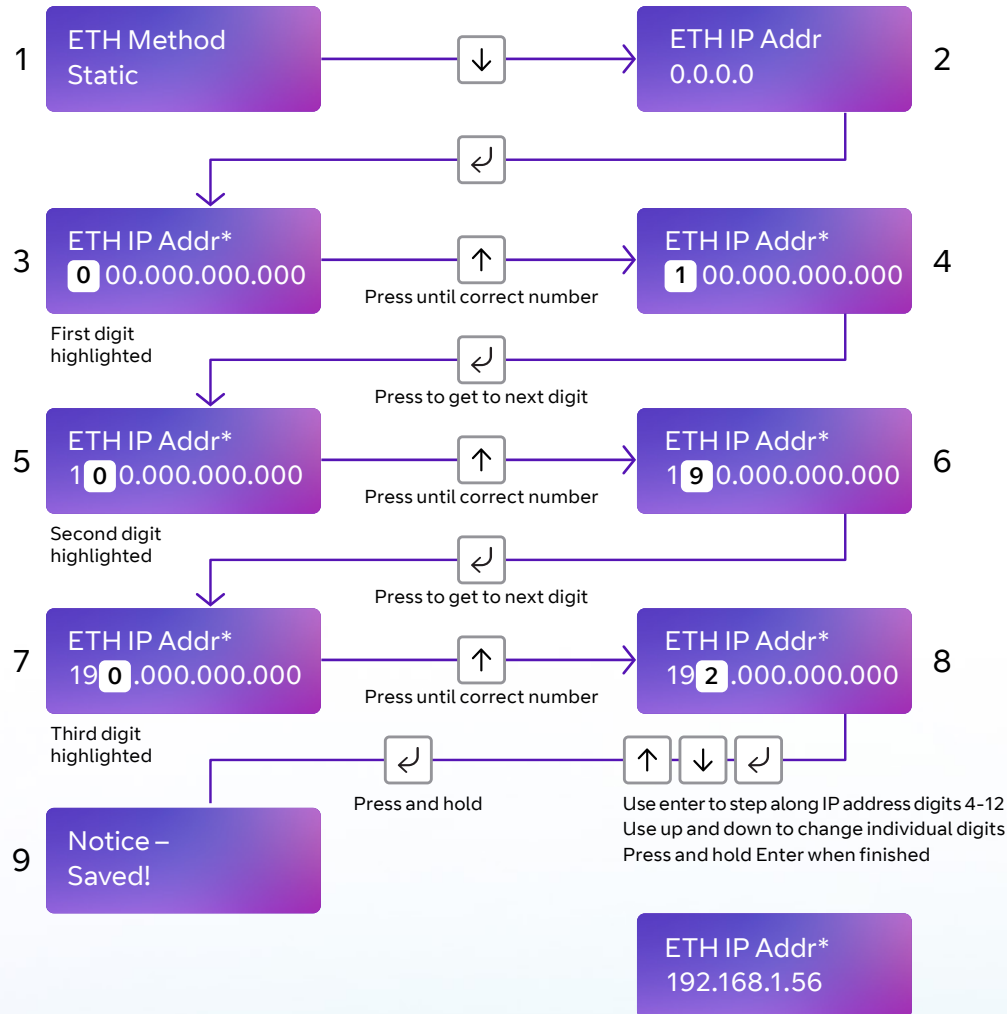 1
ETH Method
Static
↓
ETH IP Addr
0.0.0.0
2
↵
3
ETH IP Addr*
000.000.000.000
First digit
highlighted
↑
Press until correct number
ETH IP Addr*
100.000.000.000
4
↵
Press to get to next digit
5
ETH IP Addr*
100.000.000.000
Second digit
highlighted
↑
Press until correct number
ETH IP Addr*
190.000.000.000
6
↵
Press to get to next digit
7
ETH IP Addr*
190.000.000.000
Third digit
highlighted
↑
Press until correct number
ETH IP Addr*
192.000.000.000
8
↵
Press and hold
↑ ↓ ↵
Use enter to step along IP address digits 4-12
Use up and down to change individual digits
Press and hold Enter when finished
9
Notice –
Saved!
ETH IP Addr*
192.168.1.56